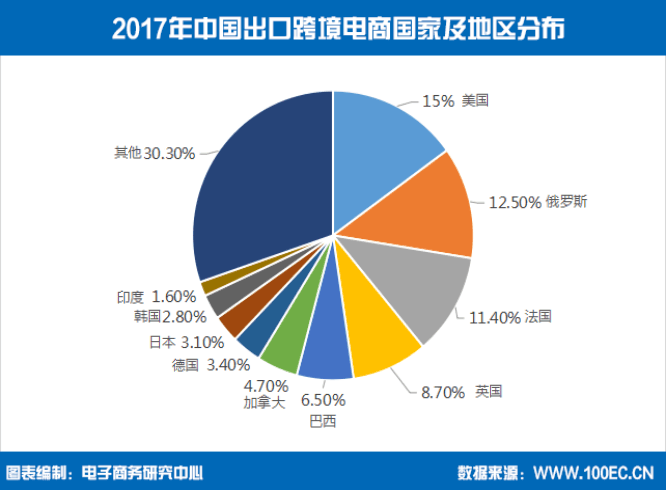 2017年中国出口跨境电商国家及地区分布
15% 美国
12.50% 俄罗斯
11.40% 法国
8.70% 英国
6.50%
巴西
4.70%
加拿大
德国 3.40%
日本 3.10%
韩国2.80%
印度 1.60%
其他30.30%
图表编制：电子商务研究中心
数据来源：WWW.100EC.CN